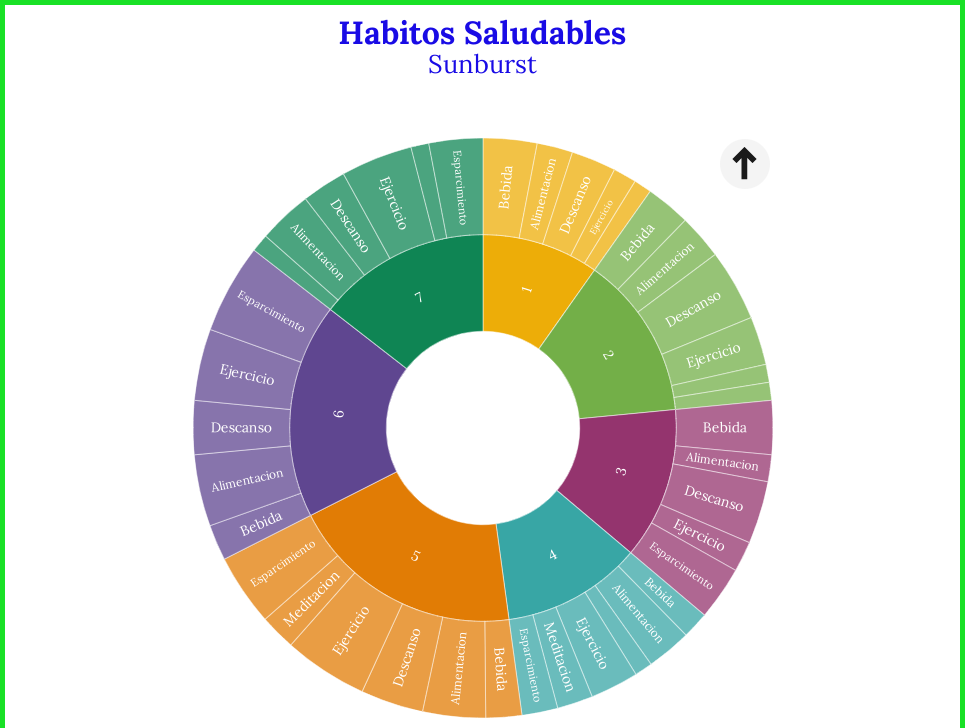 Habitos Saludables
Sunburst
1
Bebida
Alimentacion
Descanso
Ejercicio
2
Bebida
Alimentacion
Descanso
Ejercicio
3
Bebida
Alimentacion
Descanso
Ejercicio
Esparcimiento
4
Bebida
Alimentacion
Ejercicio
Meditacion
Esparcimiento
5
Bebida
Alimentacion
Descanso
Ejercicio
Meditacion
Esparcimiento
6
Bebida
Alimentacion
Descanso
Ejercicio
Esparcimiento
7
Alimentacion
Descanso
Ejercicio
Esparcimiento